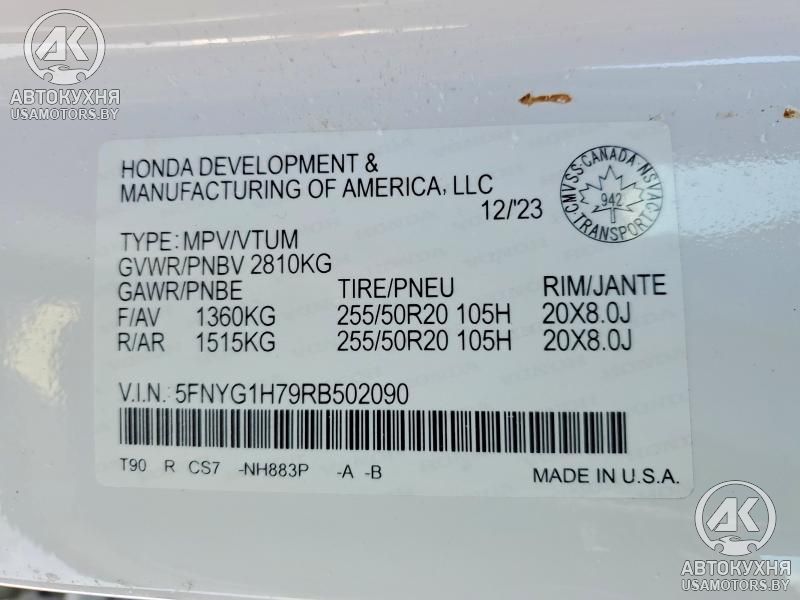 AK
АВТОКУХНЯ
USAMOTORS.BY
HONDA DEVELOPMENT &
MANUFACTURING OF AMERICA, LLC
12/'23
CMVSS·CANADA·NSVAC
942
TRANSPORT
TYPE: MPV/VTUM
GVWR/PNBV 2810KG
GAWR/PNBE TIRE/PNEU RIM/JANTE
F/AV 1360KG 255/50R20 105H 20X8.0J
R/AR 1515KG 255/50R20 105H 20X8.0J
V.I.N.: 5FNYG1H79RB502090
T90 R CS7 -NH883P -A -B
MADE IN U.S.A.
AK
АВТОКУХНЯ
USAMOTORS.BY